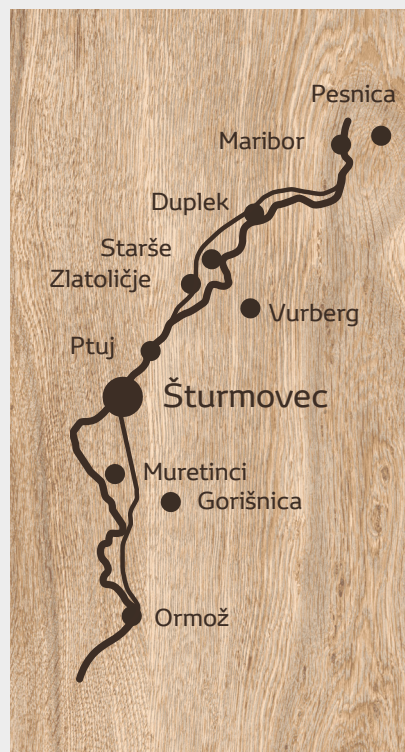 Pesnica
Maribor
Duplek
Starše
Zlatoličje
Vurberg
Ptuj
Šturmovec
Muretinci
Gorišnica
Ormož